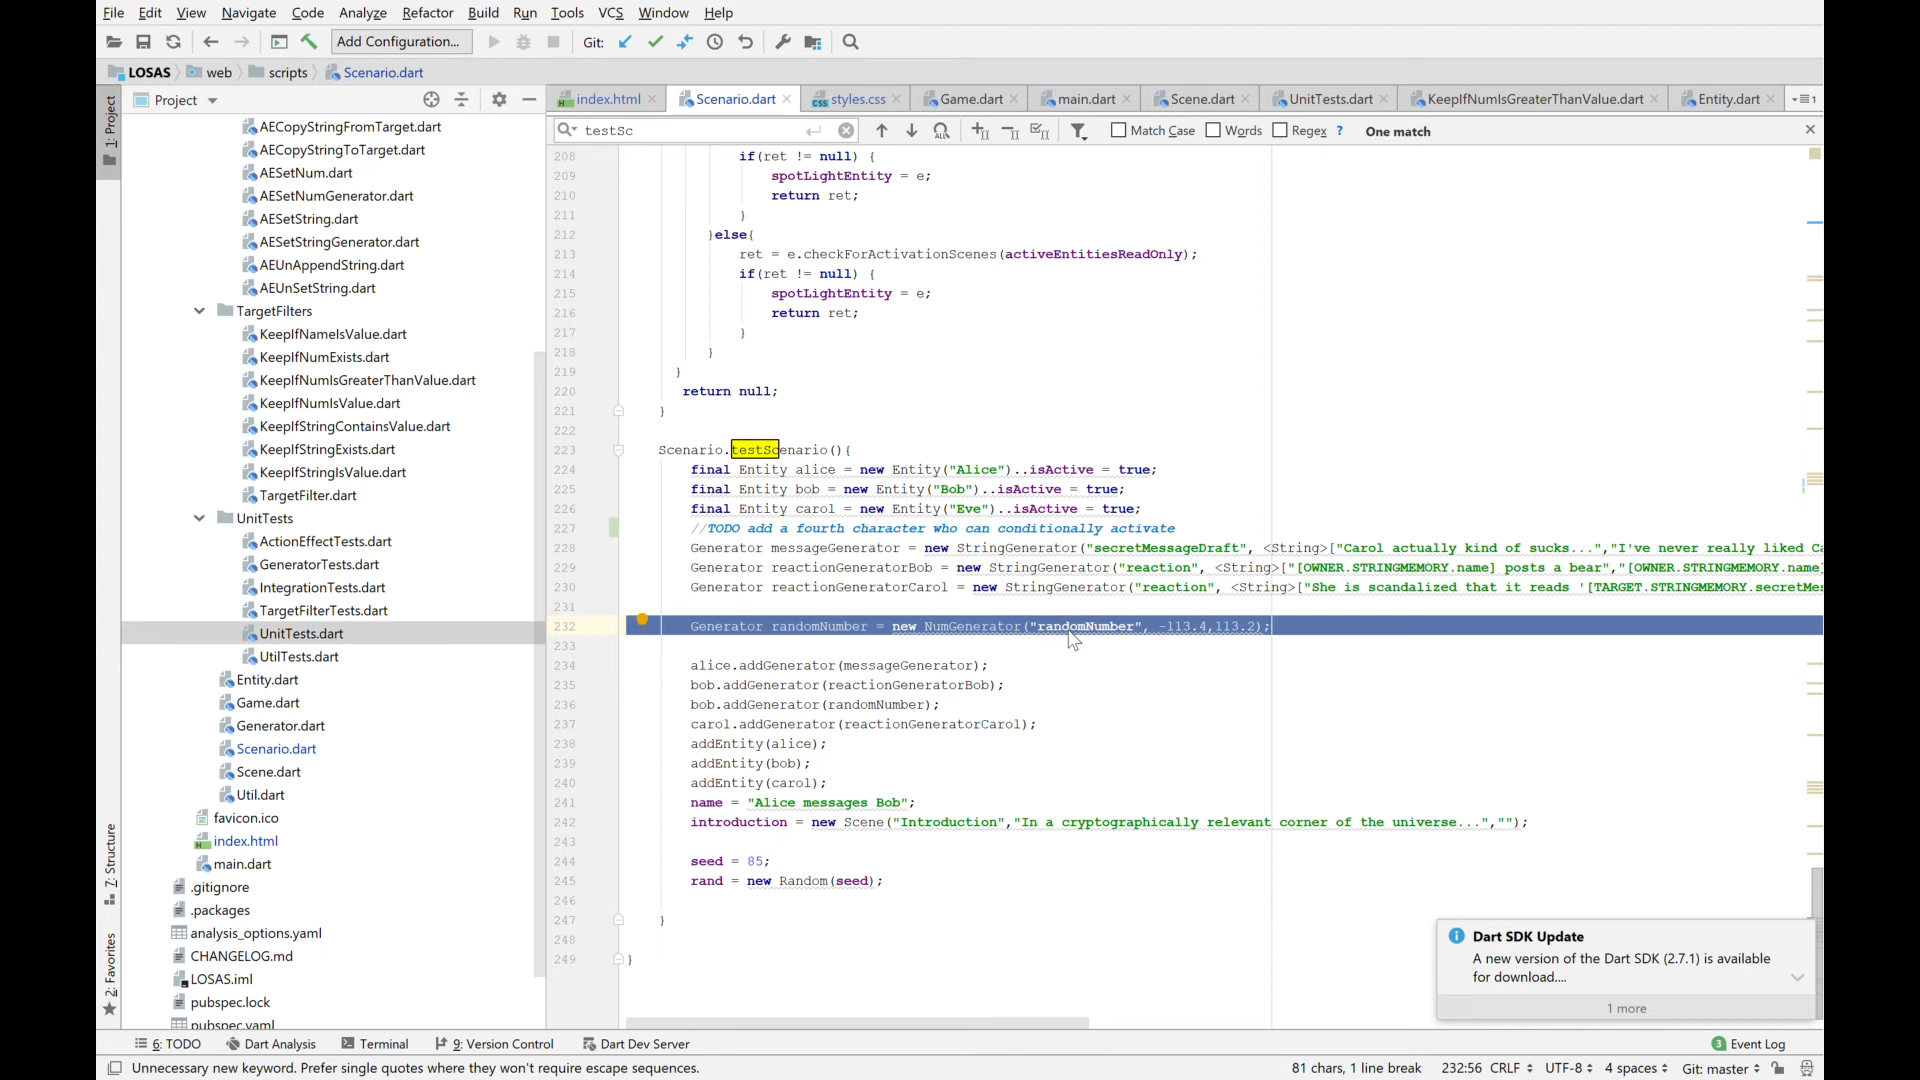 File Edit View Navigate Code Analyze Refactor Build Run Tools VCS Window Help
Add Configuration... Git:
LOSAS web scripts Scenario.dart
1: Project
7: Structure
2: Favorites
Project
AECopyStringFromTarget.dart
AECopyStringToTarget.dart
AESetNum.dart
AESetNumGenerator.dart
AESetString.dart
AESetStringGenerator.dart
AEUnAppendString.dart
AEUnSetString.dart
TargetFilters
KeepIfNameIsValue.dart
KeepIfNumExists.dart
KeepIfNumIsGreaterThanValue.dart
KeepIfNumIsValue.dart
KeepIfStringContainsValue.dart
KeepIfStringExists.dart
KeepIfStringIsValue.dart
TargetFilter.dart
UnitTests
ActionEffectTests.dart
GeneratorTests.dart
IntegrationTests.dart
TargetFilterTests.dart
UnitTests.dart
UtilTests.dart
Entity.dart
Game.dart
Generator.dart
Scenario.dart
Scene.dart
Util.dart
favicon.ico
index.html
main.dart
.gitignore
.packages
analysis_options.yaml
CHANGELOG.md
LOSAS.iml
pubspec.lock
pubspec.yaml
index.html Scenario.dart styles.css Game.dart main.dart Scene.dart UnitTests.dart KeepIfNumIsGreaterThanValue.dart Entity.dart 1
testSc Match Case Words Regex ? One match
208 if(ret != null) {
209 spotLightEntity = e;
210 return ret;
211 }
212 }else{
213 ret = e.checkForActivationScenes(activeEntitiesReadOnly);
214 if(ret != null) {
215 spotLightEntity = e;
216 return ret;
217 }
218 }
219 }
220 return null;
221 }
222
223 Scenario.testScenario(){
224 final Entity alice = new Entity("Alice")..isActive = true;
225 final Entity bob = new Entity("Bob")..isActive = true;
226 final Entity carol = new Entity("Eve")..isActive = true;
227 //TODO add a fourth character who can conditionally activate
228 Generator messageGenerator = new StringGenerator("secretMessageDraft", <String>["Carol actually kind of sucks...","I've never really liked Ca
229 Generator reactionGeneratorBob = new StringGenerator("reaction", <String>["[OWNER.STRINGMEMORY.name] posts a bear","[OWNER.STRINGMEMORY.name]
230 Generator reactionGeneratorCarol = new StringGenerator("reaction", <String>["She is scandalized that it reads '[TARGET.STRINGMEMORY.secretMes
231
232 Generator randomNumber = new NumGenerator("randomNumber", -113.4,113.2);
233
234 alice.addGenerator(messageGenerator);
235 bob.addGenerator(reactionGeneratorBob);
236 bob.addGenerator(randomNumber);
237 carol.addGenerator(reactionGeneratorCarol);
238 addEntity(alice);
239 addEntity(bob);
240 addEntity(carol);
241 name = "Alice messages Bob";
242 introduction = new Scene("Introduction","In a cryptographically relevant corner of the universe...","");
243
244 seed = 85;
245 rand = new Random(seed);
246
247 }
248
249 }
Dart SDK Update
A new version of the Dart SDK (2.7.1) is available
for download....
1 more
6: TODO Dart Analysis Terminal 9: Version Control Dart Dev Server 3 Event Log
Unnecessary new keyword. Prefer single quotes where they won't require escape sequences. 81 chars, 1 line break 232:56 CRLF UTF-8 4 spaces Git: master